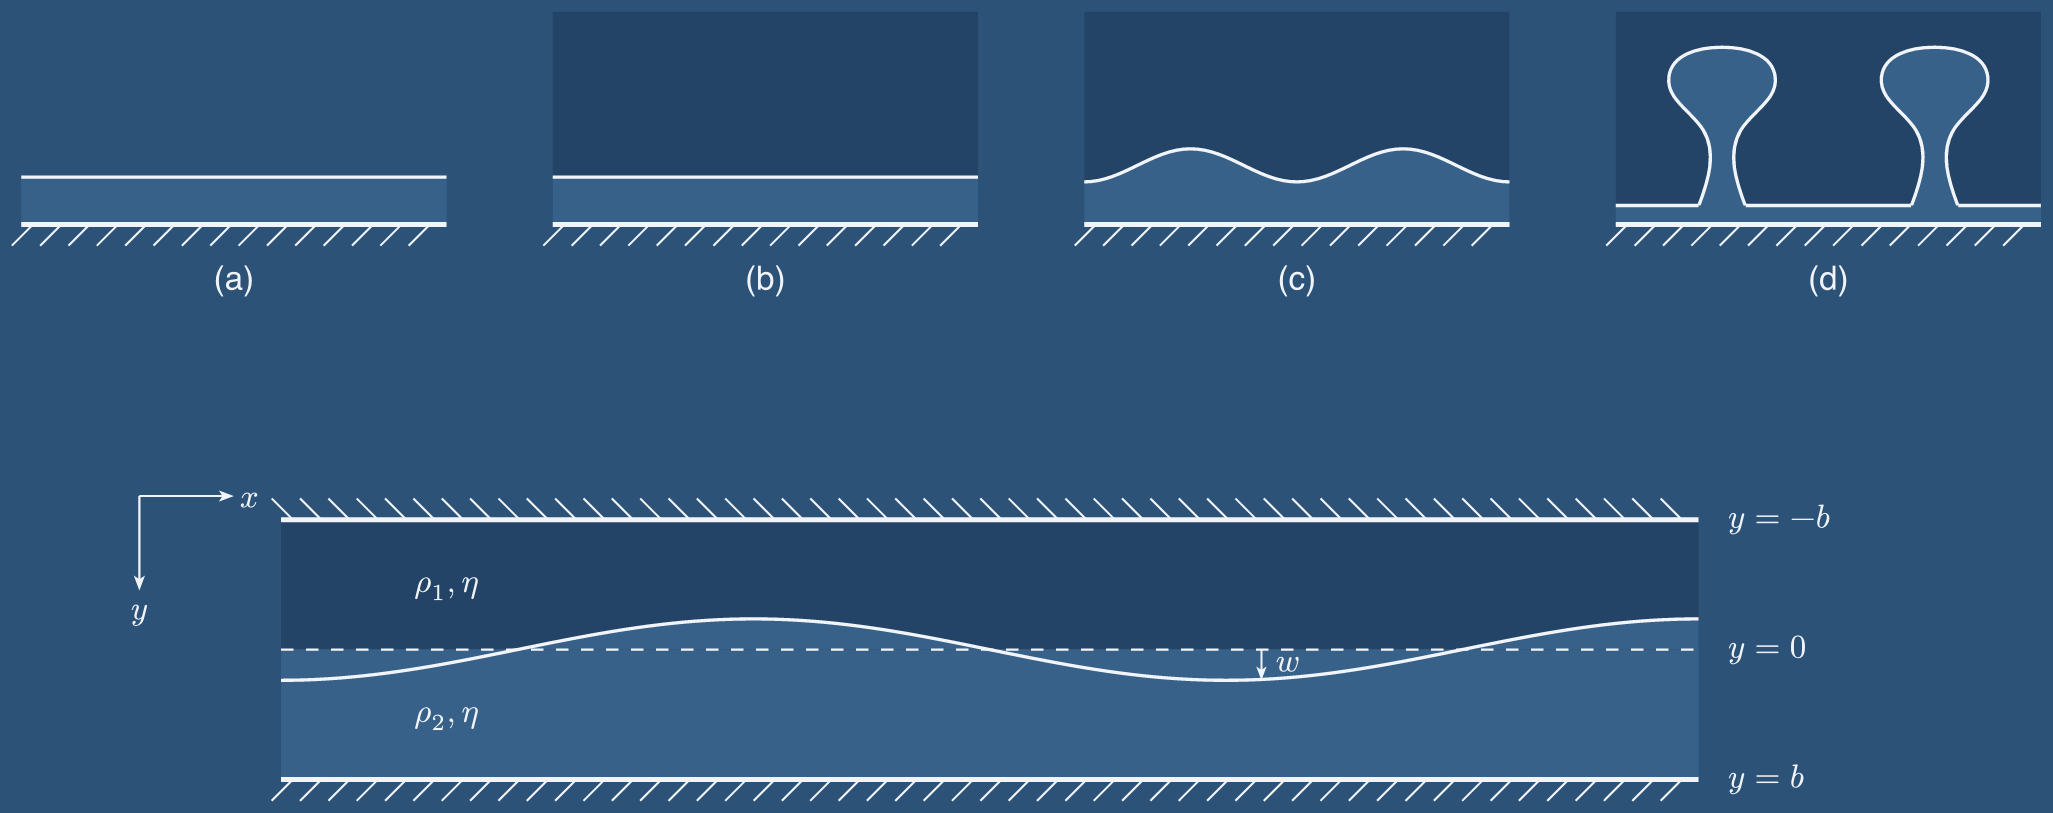 (a)
(b)
(c)
(d)
x
y
y = −b
ρ₁, η
y = 0
w
ρ₂, η
y = b